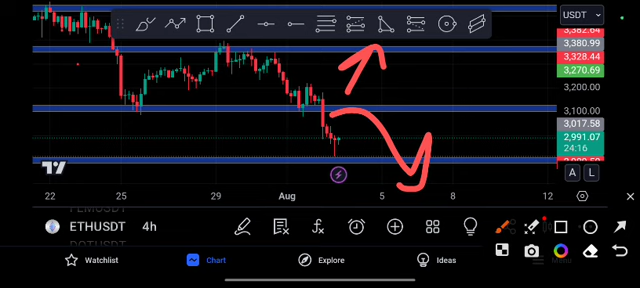 USDT
3,382.64
3,380.99
3,328.44
3,270.69
3,200.00
3,100.00
3,017.58
2,991.07
24:16
A L
22 25 29 Aug 5 8 12
ETHUSDT 4h
Watchlist Chart Explore Ideas